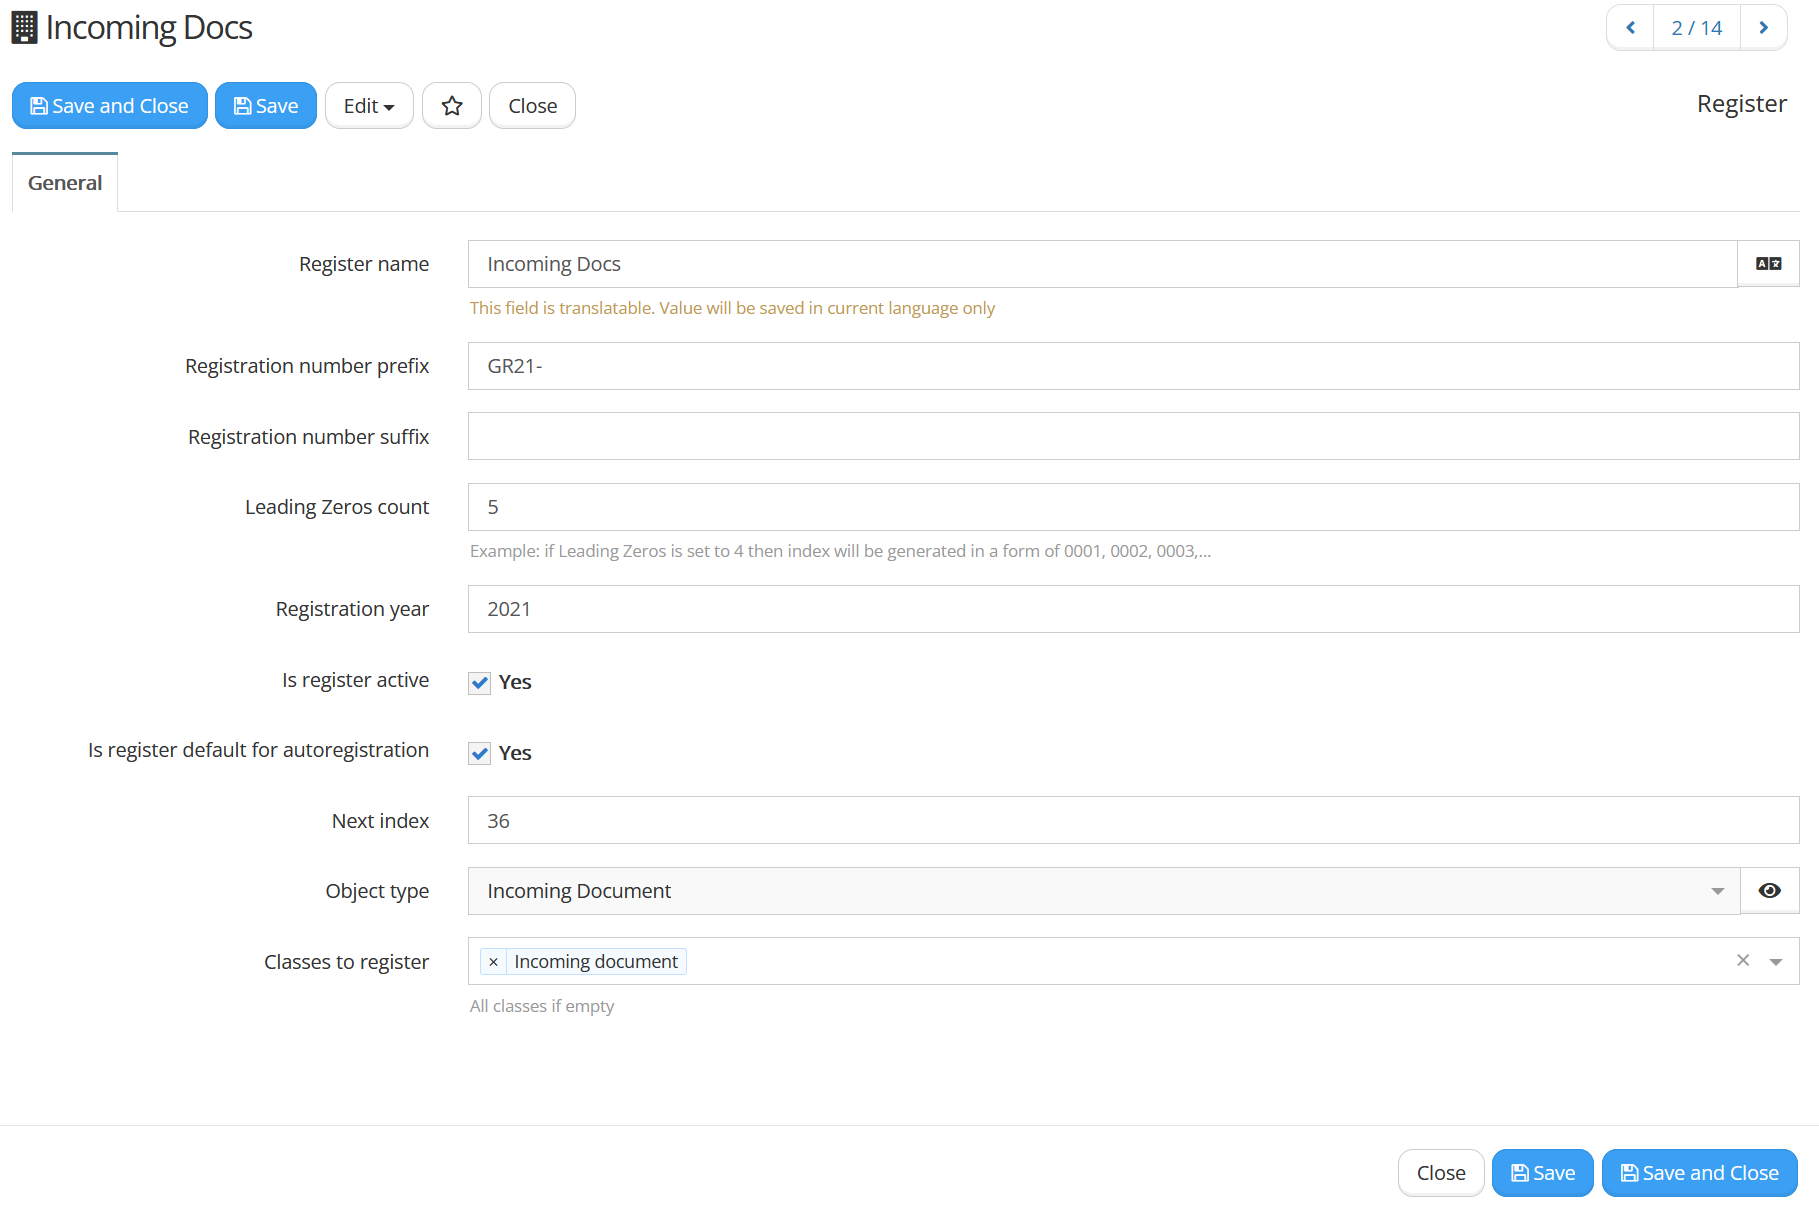 Incoming Docs
2 / 14
Save and Close
Save
Edit
Close
Register
General
Register name
Incoming Docs
This field is translatable. Value will be saved in current language only
Registration number prefix
GR21-
Registration number suffix
Leading Zeros count
5
Example: if Leading Zeros is set to 4 then index will be generated in a form of 0001, 0002, 0003,...
Registration year
2021
Is register active
Yes
Is register default for autoregistration
Yes
Next index
36
Object type
Incoming Document
Classes to register
× Incoming document
All classes if empty
Close
Save
Save and Close